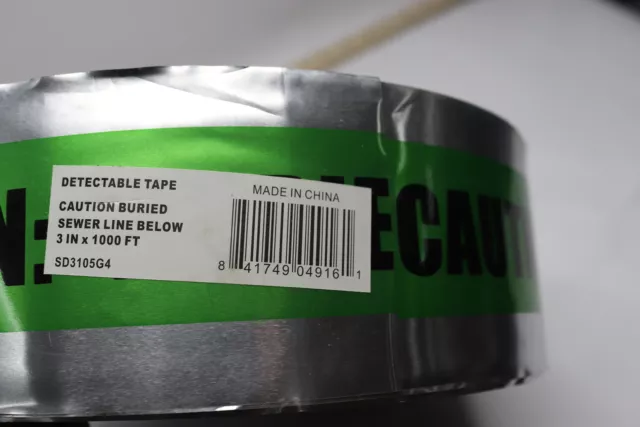 DETECTABLE TAPE
CAUTION BURIED
SEWER LINE BELOW
3 IN x 1000 FT
SD3105G4
MADE IN CHINA
8 41749 04916 1
N:
ECAUTI